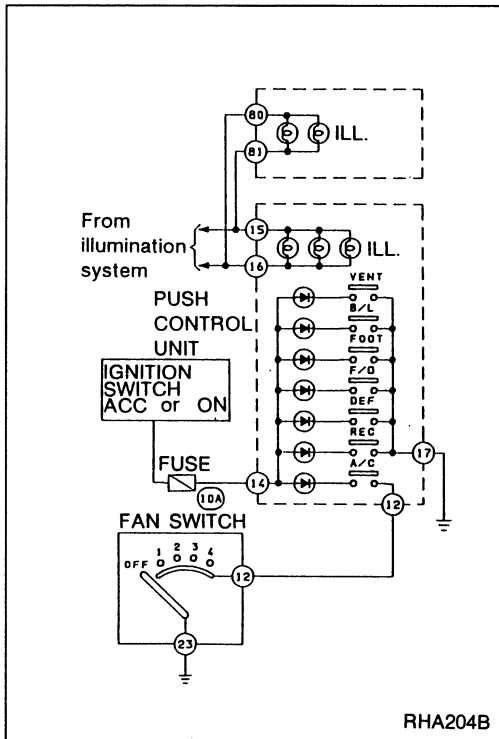 80
ILL.
81
From
illumination
system
15
16
ILL.
PUSH
CONTROL
UNIT
VENT
B/L
FOOT
F/D
DEF
REC
A/C
IGNITION
SWITCH
ACC or ON
FUSE
10A
14
17
12
FAN SWITCH
OFF 1 2 3 4
12
23
RHA204B